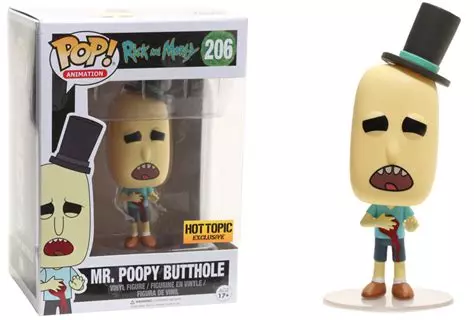 POP!
ANIMATION
Rick and Morty
206
HOT TOPIC
EXCLUSIVE
MR. POOPY BUTTHOLE
VINYL FIGURE / FIGURINE EN VINYLE /
FIGURA DE VINIL
17+